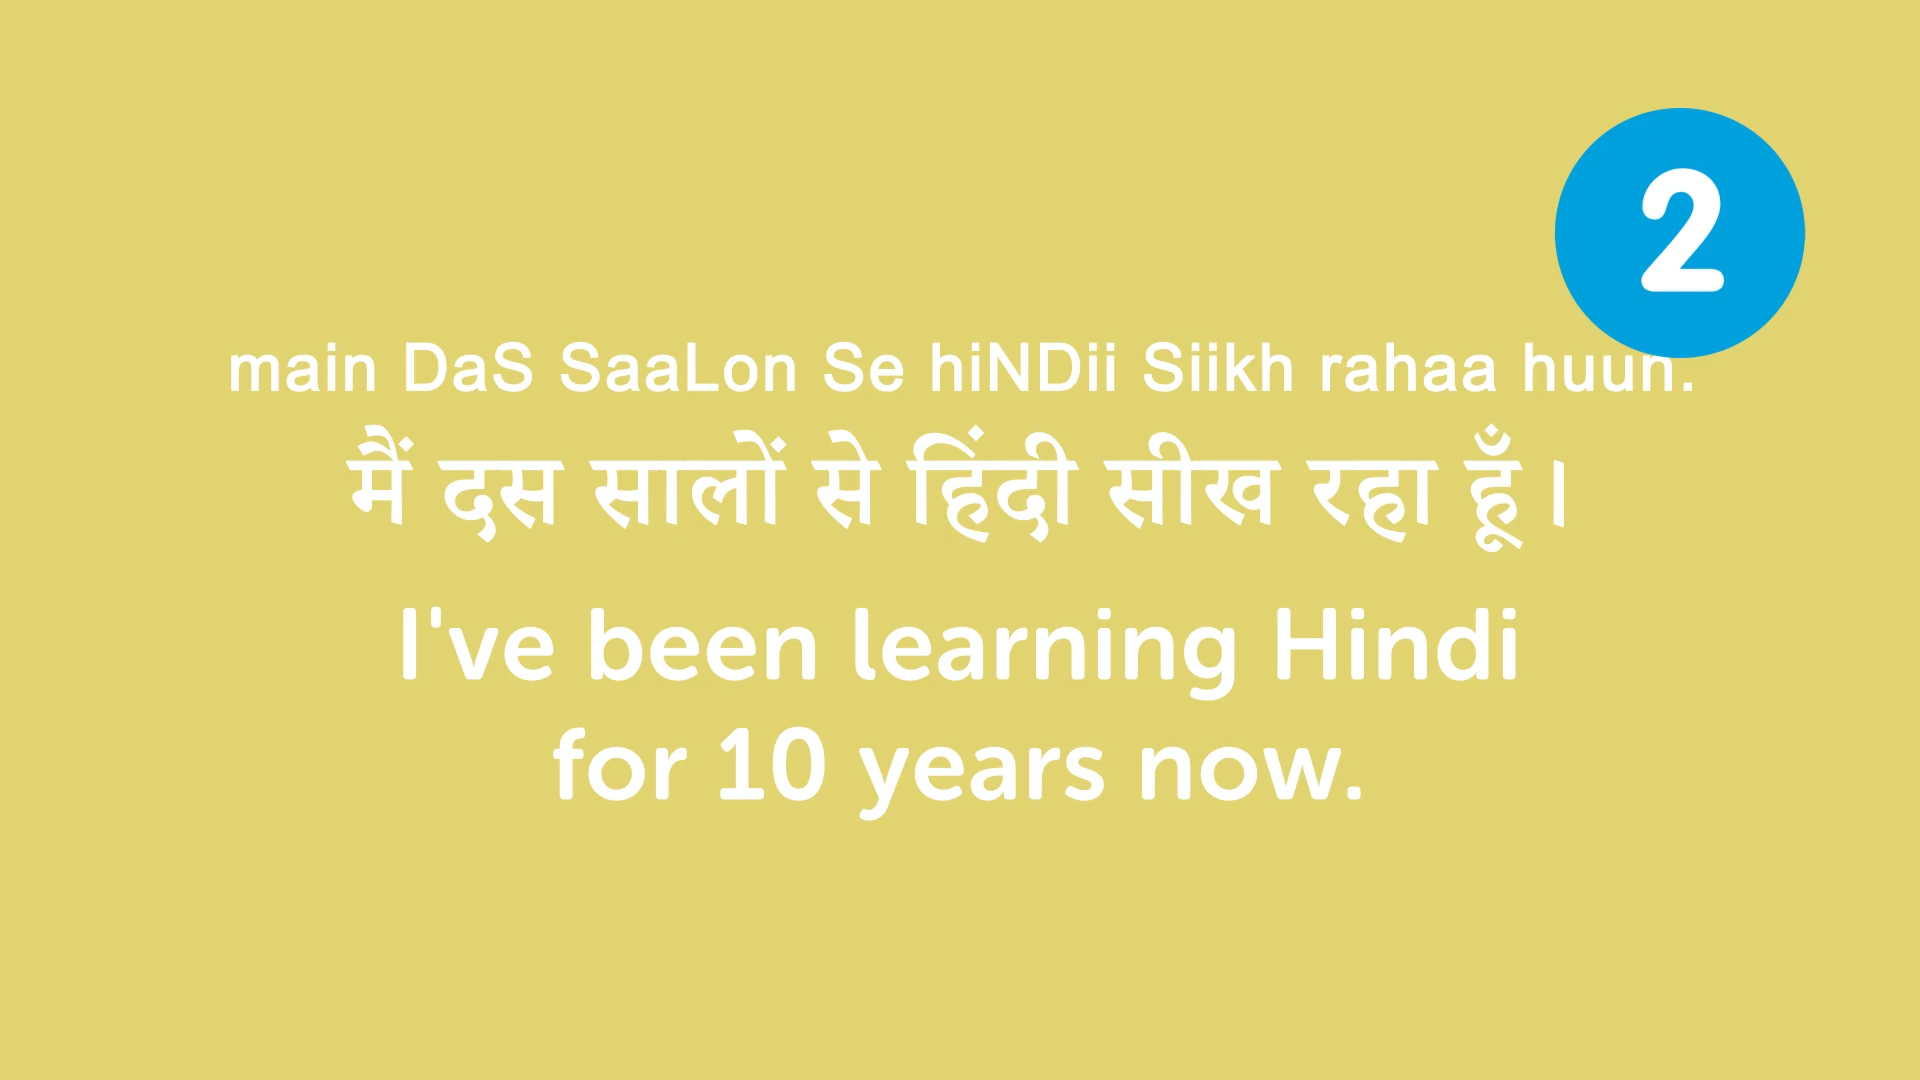 2
main DaS SaaLon Se hiNDii Siikh rahaa huun.
मैं दस सालों से हिंदी सीख रहा हूँ।
I've been learning Hindi
for 10 years now.